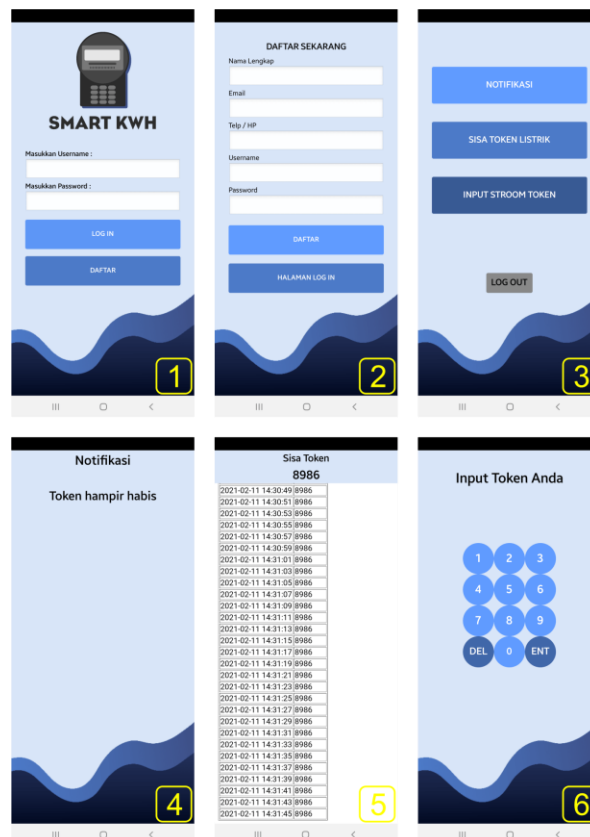 SMART KWH
Masukkan Username :
Masukkan Password :
LOG IN
DAFTAR
1
DAFTAR SEKARANG
Nama Lengkap
Email
Telp / HP
Username
Password
DAFTAR
HALAMAN LOG IN
2
NOTIFIKASI
SISA TOKEN LISTRIK
INPUT STROOM TOKEN
LOG OUT
3
Notifikasi
Token hampir habis
4
Sisa Token
8986
2021-02-11 14:30:49 8986
2021-02-11 14:30:51 8986
2021-02-11 14:30:53 8986
2021-02-11 14:30:55 8986
2021-02-11 14:30:57 8986
2021-02-11 14:30:59 8986
2021-02-11 14:31:01 8986
2021-02-11 14:31:03 8986
2021-02-11 14:31:05 8986
2021-02-11 14:31:07 8986
2021-02-11 14:31:09 8986
2021-02-11 14:31:11 8986
2021-02-11 14:31:13 8986
2021-02-11 14:31:15 8986
2021-02-11 14:31:17 8986
2021-02-11 14:31:19 8986
2021-02-11 14:31:21 8986
2021-02-11 14:31:23 8986
2021-02-11 14:31:25 8986
2021-02-11 14:31:27 8986
2021-02-11 14:31:29 8986
2021-02-11 14:31:31 8986
2021-02-11 14:31:33 8986
2021-02-11 14:31:35 8986
2021-02-11 14:31:37 8986
2021-02-11 14:31:39 8986
2021-02-11 14:31:41 8986
2021-02-11 14:31:43 8986
2021-02-11 14:31:45 8986
5
Input Token Anda
1 2 3
4 5 6
7 8 9
DEL 0 ENT
6